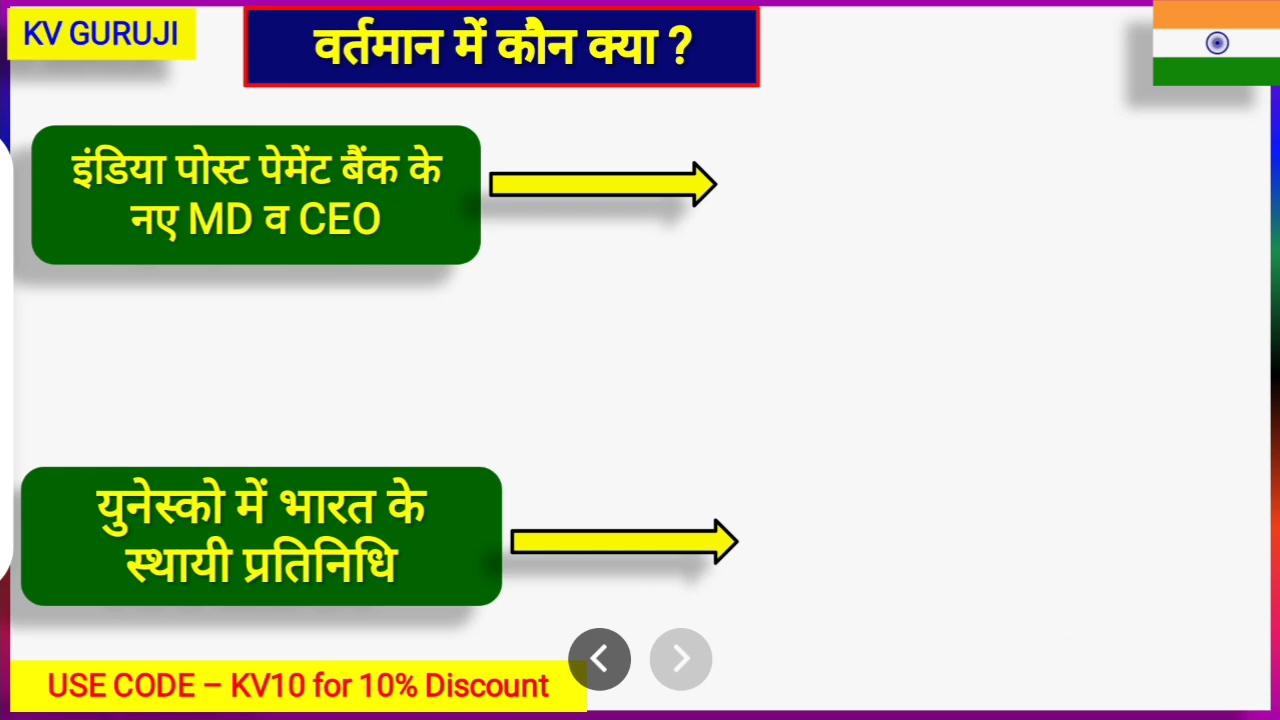 KV GURUJI
वर्तमान में कौन क्या ?
इंडिया पोस्ट पेमेंट बैंक के
नए MD व CEO
युनेस्को में भारत के
स्थायी प्रतिनिधि
USE CODE – KV10 for 10% Discount